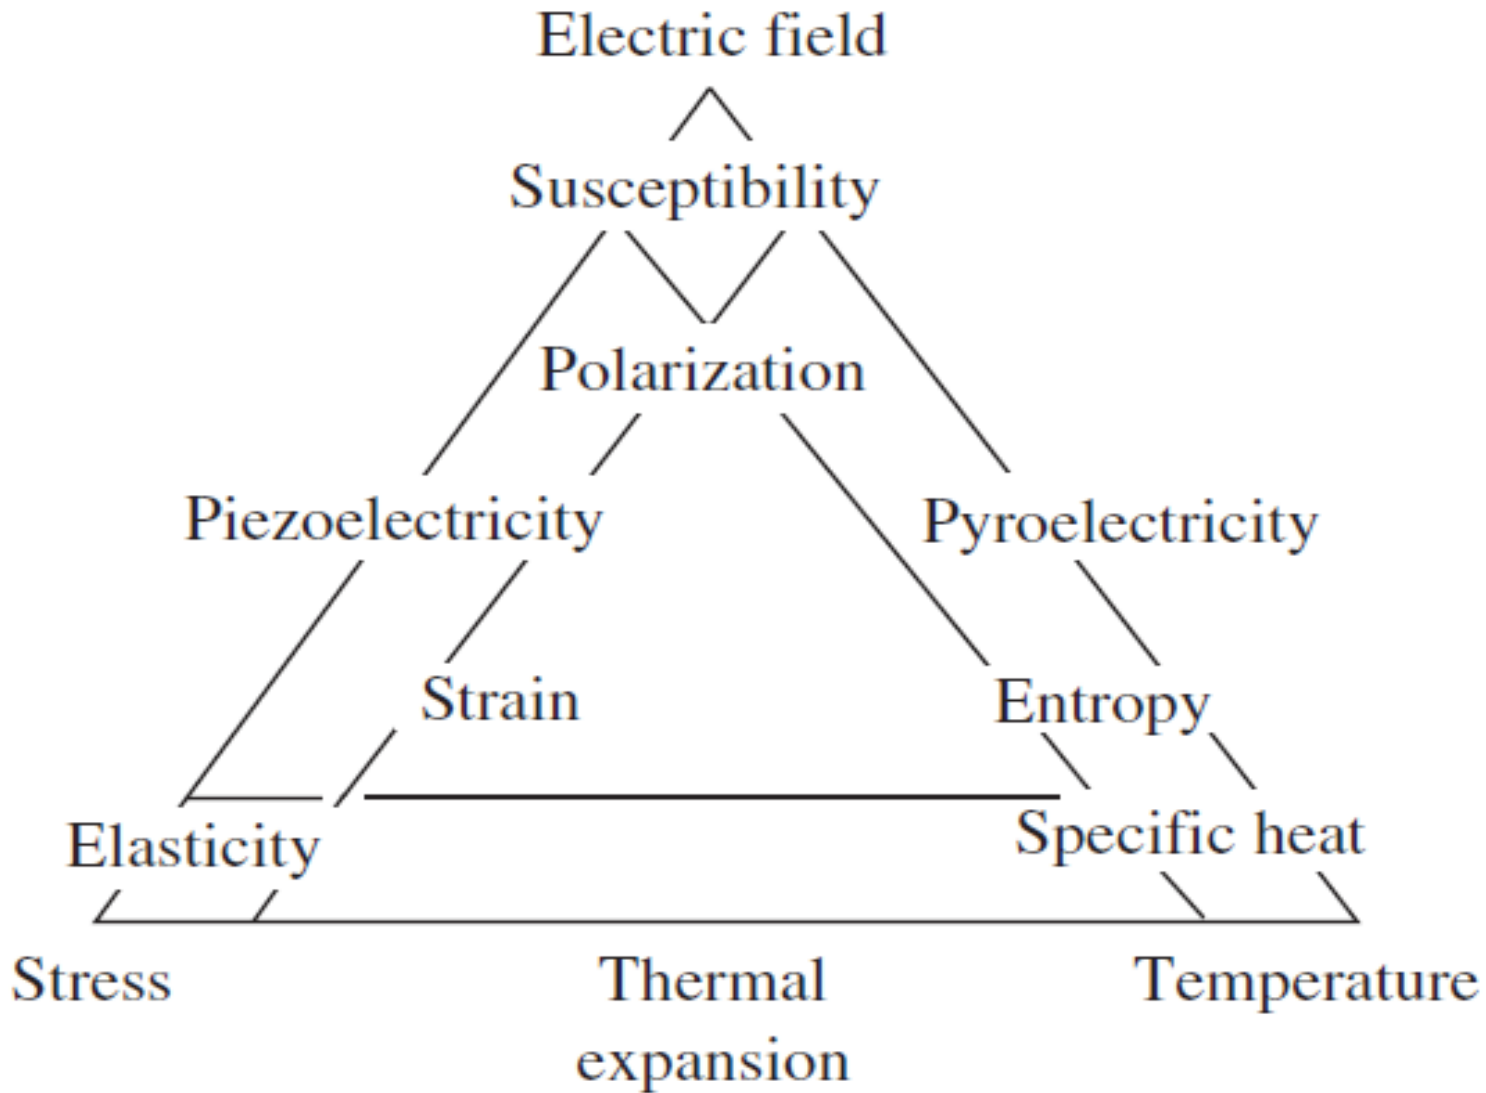 Electric field
Susceptibility
Polarization
Piezoelectricity
Pyroelectricity
Strain
Entropy
Elasticity
Specific heat
Stress
Thermal
expansion
Temperature